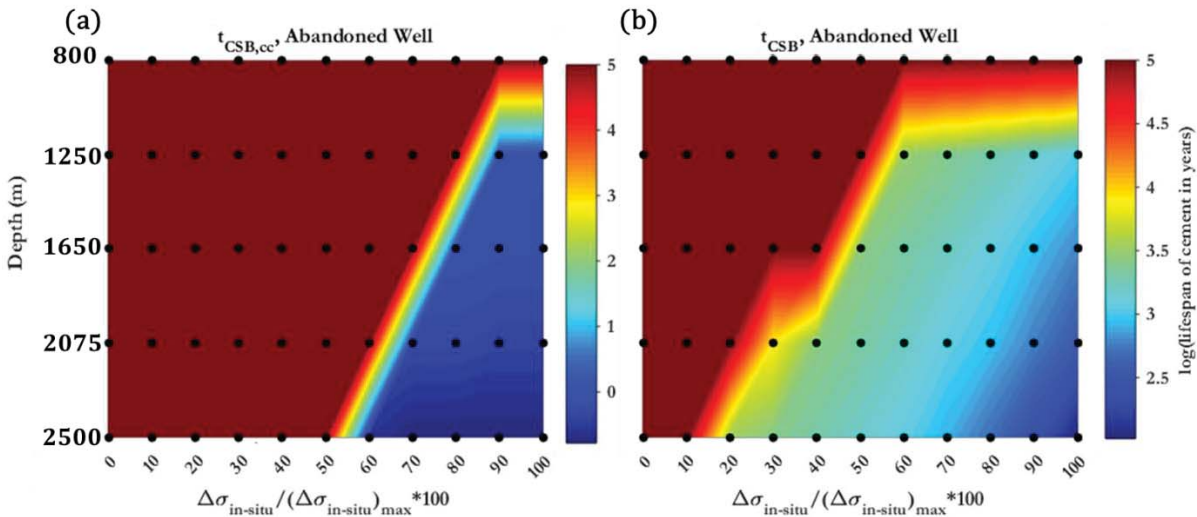 (a)
t_CSB,cc, Abandoned Well
Depth (m)
800
1250
1650
2075
2500
0 10 20 30 40 50 60 70 80 90 100
Δσ_in-situ/(Δσ_in-situ)_max*100
5
4
3
2
1
0
(b)
t_CSB, Abandoned Well
0 10 20 30 40 50 60 70 80 90 100
Δσ_in-situ/(Δσ_in-situ)_max*100
5
4.5
4
3.5
3
2.5
log(lifespan of cement in years)